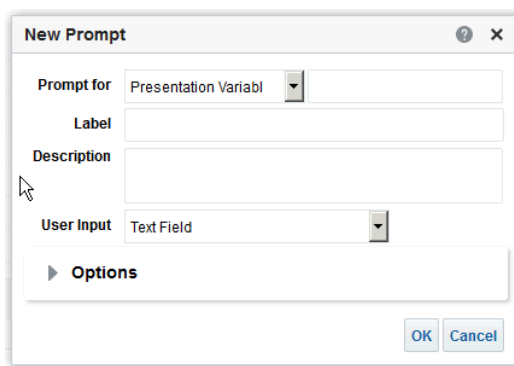 New Prompt
Prompt for Presentation Variabl
Label
Description
User Input Text Field
Options
OK Cancel